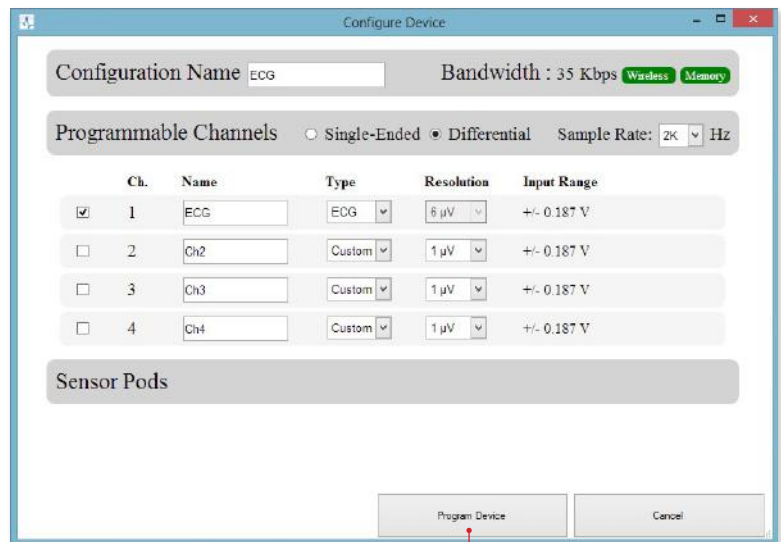 Configure Device
Configuration Name ECG Bandwidth : 35 Kbps Wireless Memory
Programmable Channels Single-Ended Differential Sample Rate: 2K Hz
Ch. Name Type Resolution Input Range
1 ECG ECG 6 µV +/- 0.187 V
2 Ch2 Custom 1 µV +/- 0.187 V
3 Ch3 Custom 1 µV +/- 0.187 V
4 Ch4 Custom 1 µV +/- 0.187 V
Sensor Pods
Program Device Cancel